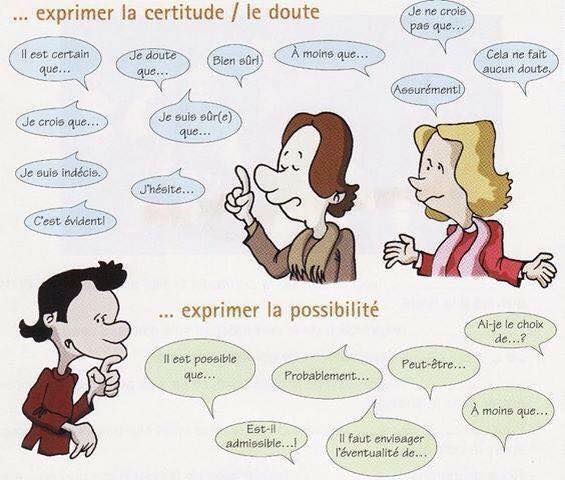 ... exprimer la certitude / le doute
Je ne crois
pas que...
Il est certain
que...
Je doute
que...
Bien sûr!
À moins que...
Cela ne fait
aucun doute.
Assurément!
Je crois que...
Je suis sûr(e)
que...
Je suis indécis.
J'hésite...
C'est évident!
... exprimer la possibilité
Ai-je le choix
de...?
Il est possible
que...
Probablement...
Peut-être...
À moins que...
Est-il
admissible...!
Il faut envisager
l'éventualité de...